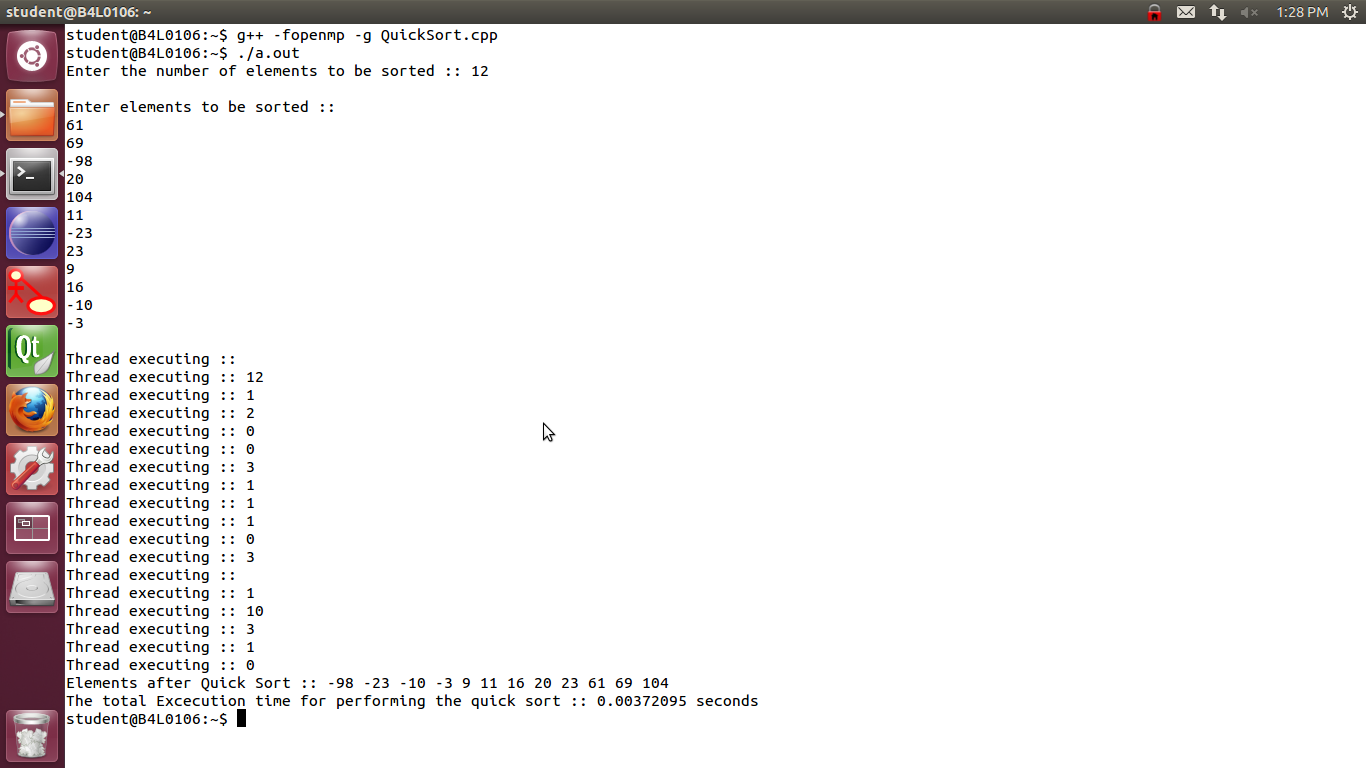 student@B4L0106: ~
1:28 PM
student@B4L0106:~$ g++ -fopenmp -g QuickSort.cpp
student@B4L0106:~$ ./a.out
Enter the number of elements to be sorted :: 12
Enter elements to be sorted ::
61
69
-98
20
104
11
-23
23
9
16
-10
-3
Thread executing ::
Thread executing :: 12
Thread executing :: 1
Thread executing :: 2
Thread executing :: 0
Thread executing :: 0
Thread executing :: 3
Thread executing :: 1
Thread executing :: 1
Thread executing :: 1
Thread executing :: 0
Thread executing :: 3
Thread executing ::
Thread executing :: 1
Thread executing :: 10
Thread executing :: 3
Thread executing :: 1
Thread executing :: 0
Elements after Quick Sort :: -98 -23 -10 -3 9 11 16 20 23 61 69 104
The total Excecution time for performing the quick sort :: 0.00372095 seconds
student@B4L0106:~$
Qt